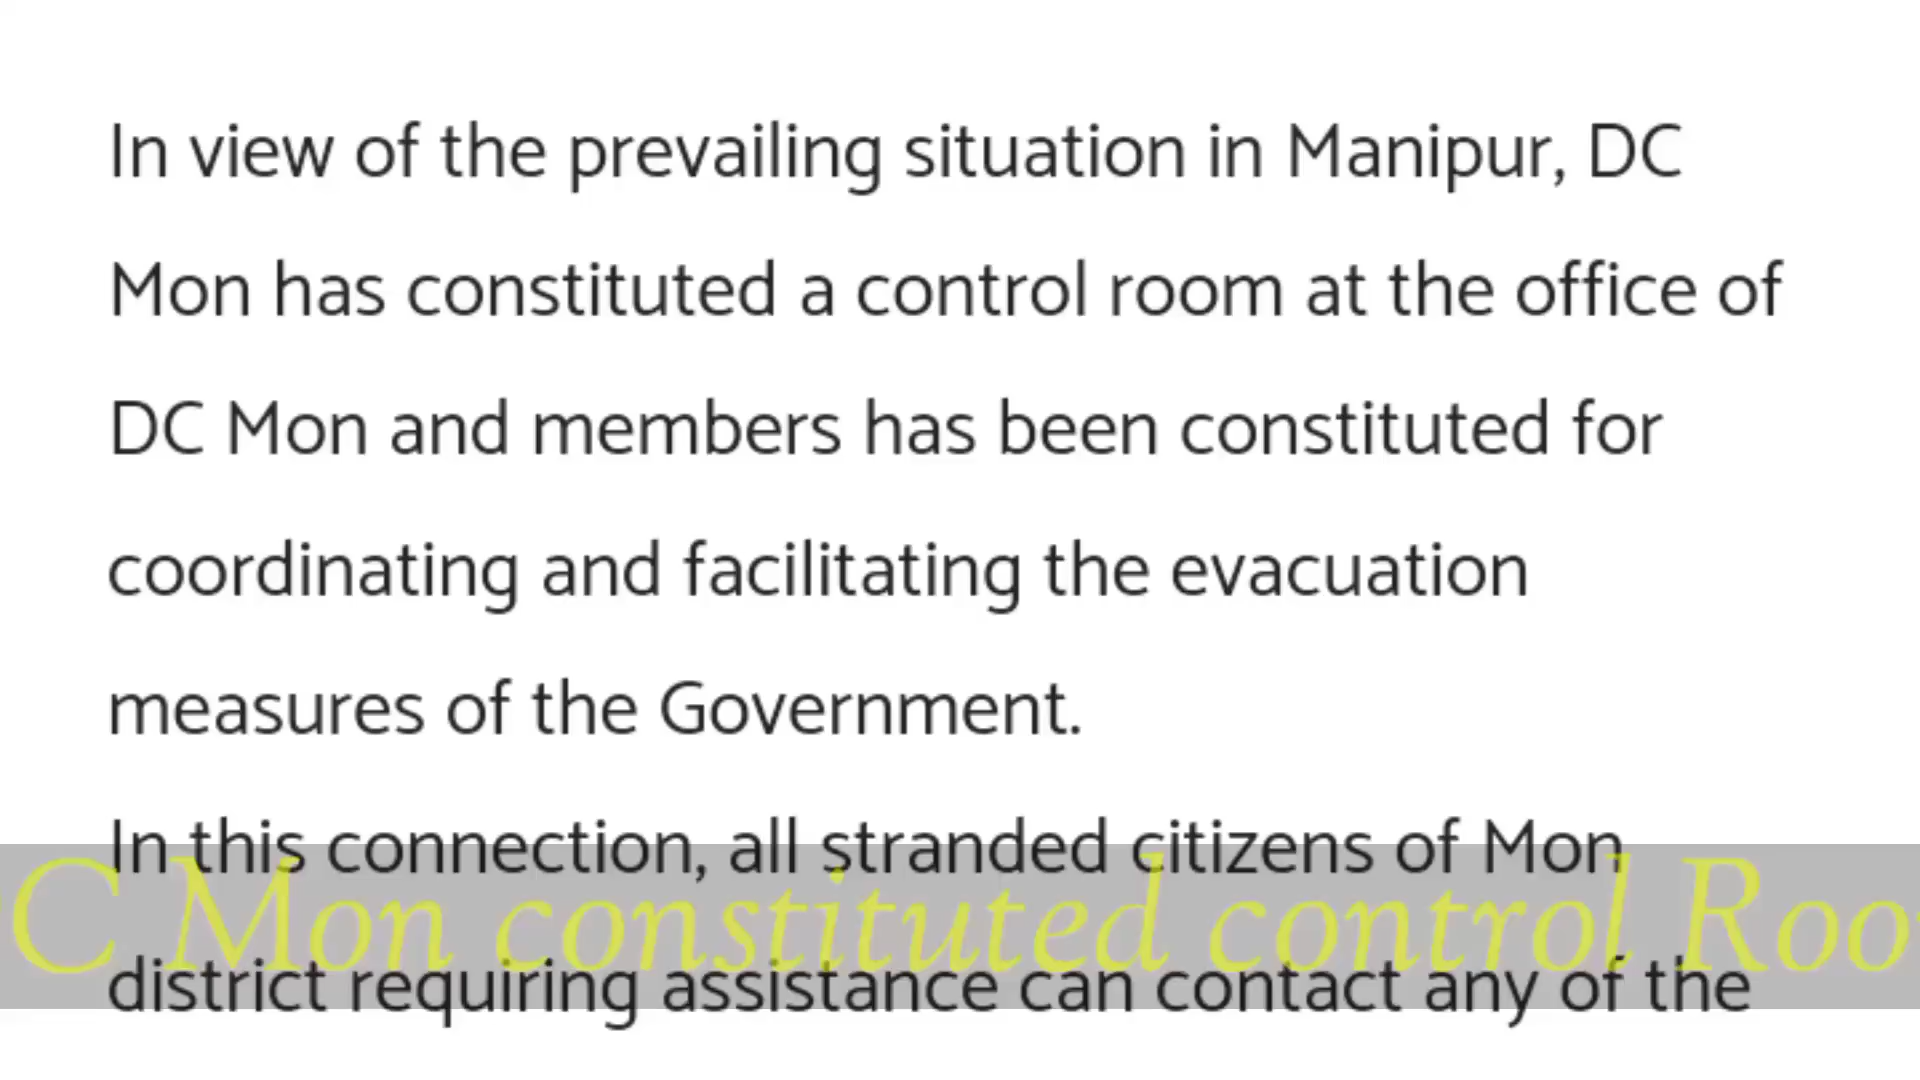 In view of the prevailing situation in Manipur, DC
Mon has constituted a control room at the office of
DC Mon and members has been constituted for
coordinating and facilitating the evacuation
measures of the Government.
In this connection, all stranded citizens of Mon
C Mon constituted control Roo
district requiring assistance can contact any of the